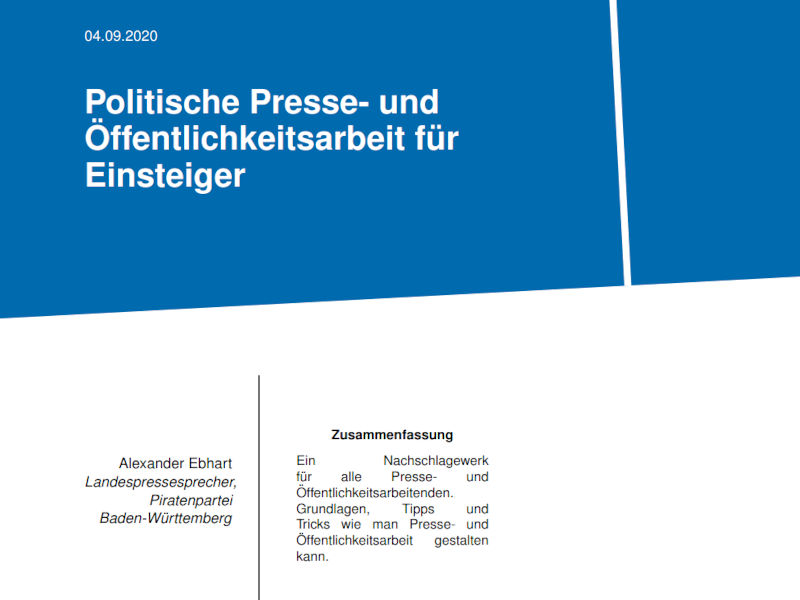 04.09.2020
Politische Presse- und
Öffentlichkeitsarbeit für
Einsteiger
Alexander Ebhart
Landespressesprecher,
Piratenpartei
Baden-Württemberg
Zusammenfassung
Ein Nachschlagewerk
für alle Presse- und
Öffentlichkeitsarbeitenden.
Grundlagen, Tipps und
Tricks wie man Presse- und
Öffentlichkeitsarbeit gestalten
kann.